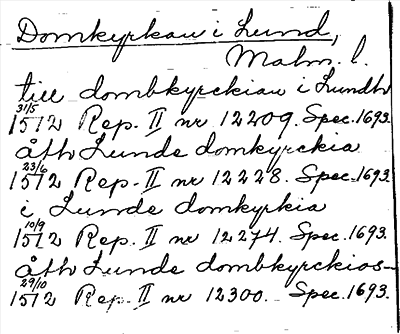 Domkyrkan i Lund,
Malm. l.
till dombkyrckian i Lundh
31/5 1512 Rep. II nr 12209. Spec. 1693.
åth Lunde domkyrckia
23/6 1512 Rep. II nr 12228. Spec. 1693.
i Lunde domkyrkia
10/9 1512 Rep. II nr 12274. Spec. 1693.
åth Lunde dombkyrckios-
29/10 1512 Rep. II nr 12300. Spec. 1693.